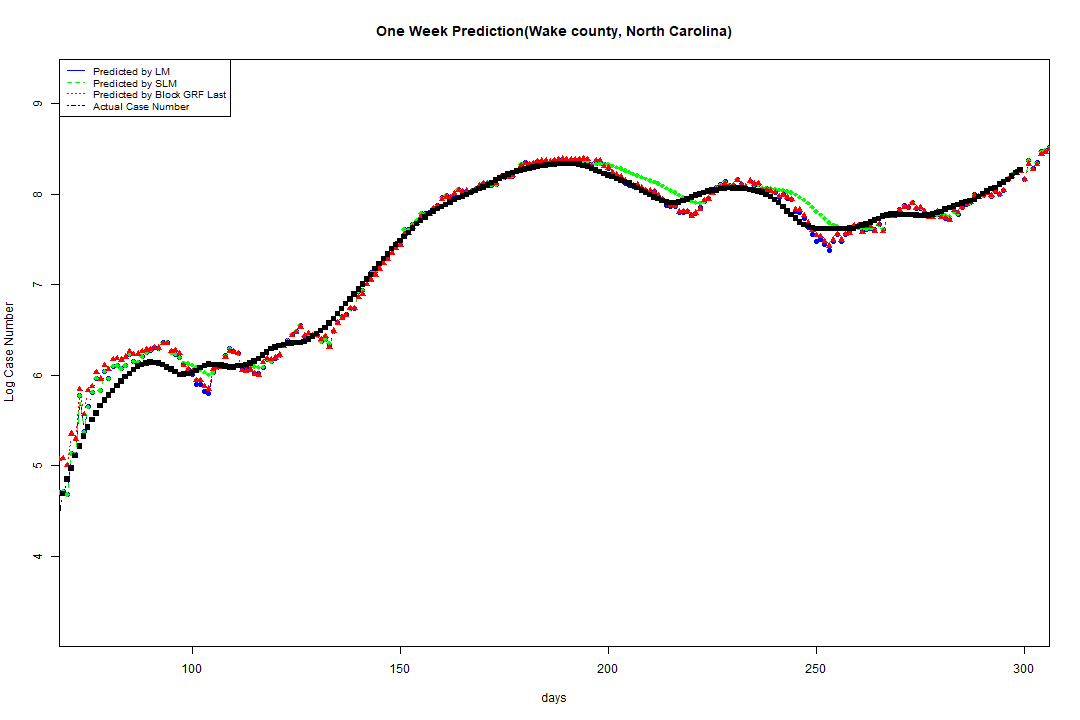 One Week Prediction(Wake county, North Carolina)
Predicted by LM
Predicted by SLM
Predicted by Block GRF Last
Actual Case Number
9
8
7
6
5
4
Log Case Number
100 150 200 250 300
days